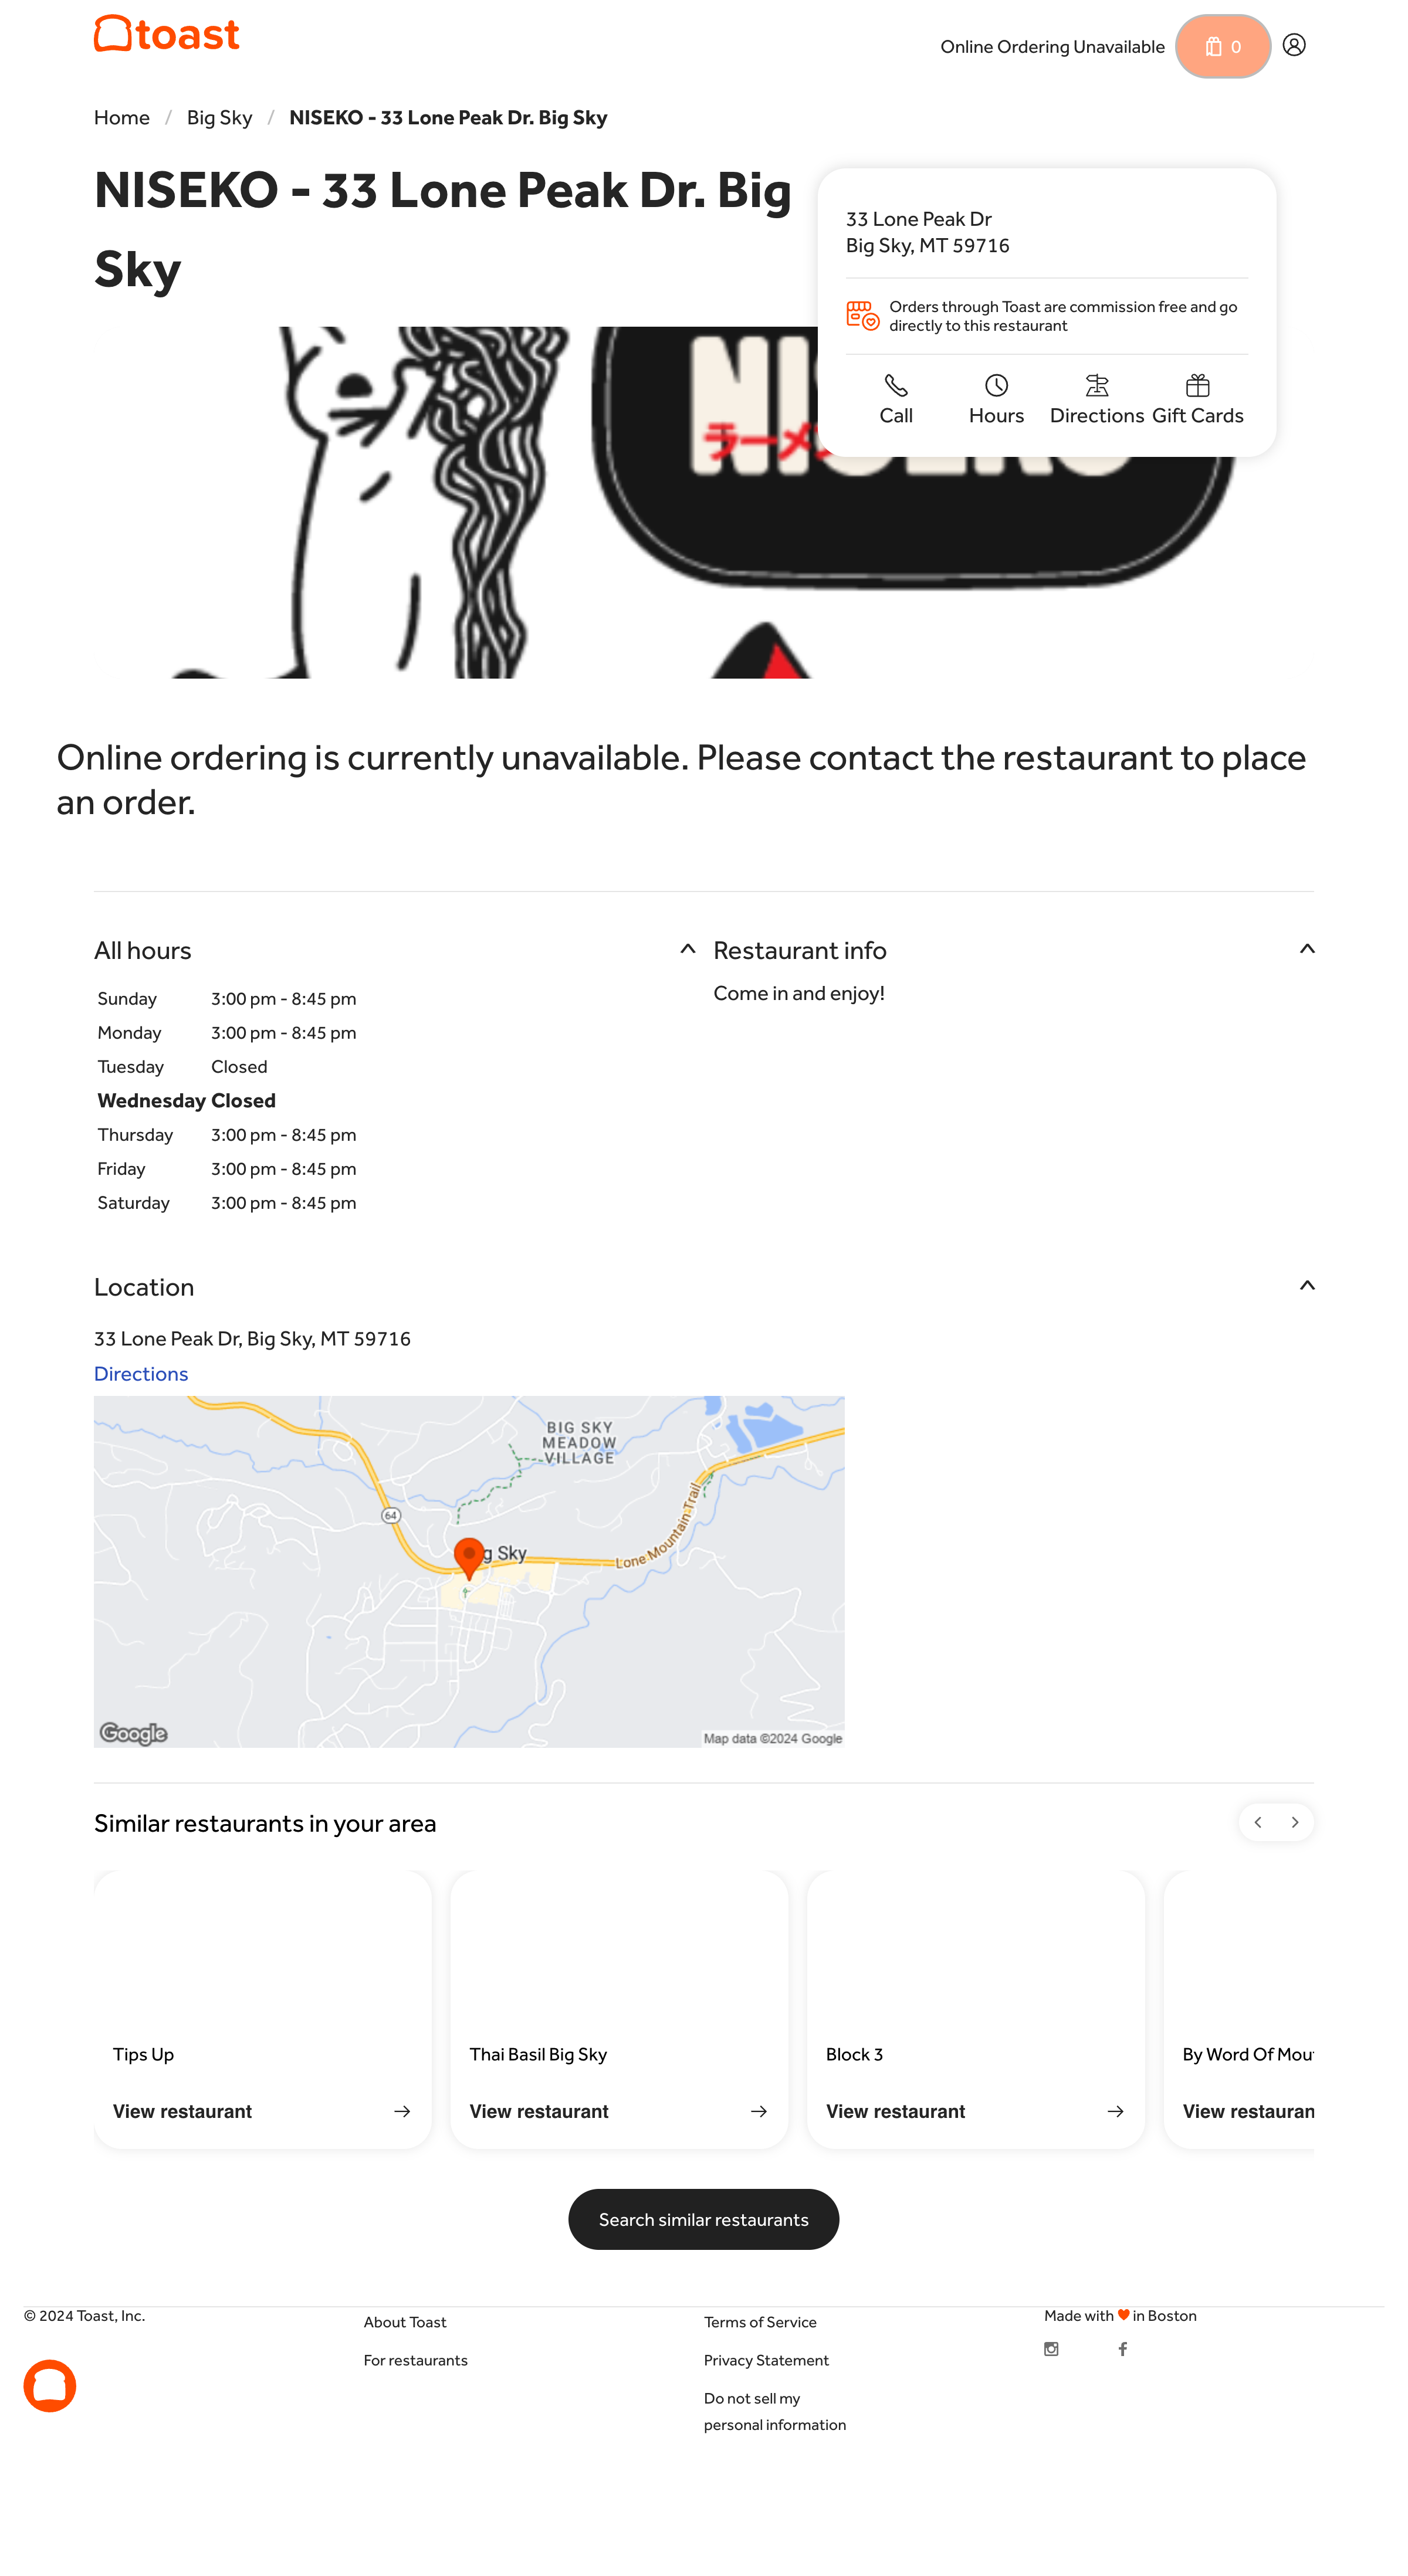 toast
Online Ordering Unavailable
0
Home / Big Sky / NISEKO - 33 Lone Peak Dr. Big Sky
NISEKO - 33 Lone Peak Dr. Big
Sky
33 Lone Peak Dr
Big Sky, MT 59716
Orders through Toast are commission free and go
directly to this restaurant
Call
Hours
Directions
Gift Cards
NISEKO
ラーメン
Online ordering is currently unavailable. Please contact the restaurant to place
an order.
All hours
Sunday 3:00 pm - 8:45 pm
Monday 3:00 pm - 8:45 pm
Tuesday Closed
Wednesday Closed
Thursday 3:00 pm - 8:45 pm
Friday 3:00 pm - 8:45 pm
Saturday 3:00 pm - 8:45 pm
Restaurant info
Come in and enjoy!
Location
33 Lone Peak Dr, Big Sky, MT 59716
Directions
BIG SKY
MEADOW
VILLAGE
64
g Sky
Lone Mountain Trail
Google
Map data ©2024 Google
Similar restaurants in your area
Tips Up
View restaurant
Thai Basil Big Sky
View restaurant
Block 3
View restaurant
By Word Of Mou
View restauran
Search similar restaurants
© 2024 Toast, Inc.
About Toast
For restaurants
Terms of Service
Privacy Statement
Do not sell my
personal information
Made with in Boston